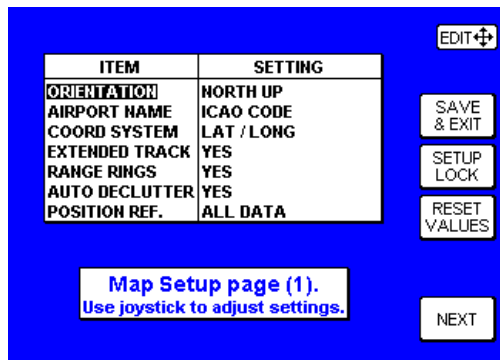 EDIT
ITEM SETTING
ORIENTATION NORTH UP
AIRPORT NAME ICAO CODE
COORD SYSTEM LAT / LONG
EXTENDED TRACK YES
RANGE RINGS YES
AUTO DECLUTTER YES
POSITION REF. ALL DATA
SAVE
& EXIT
SETUP
LOCK
RESET
VALUES
Map Setup page (1).
Use joystick to adjust settings.
NEXT